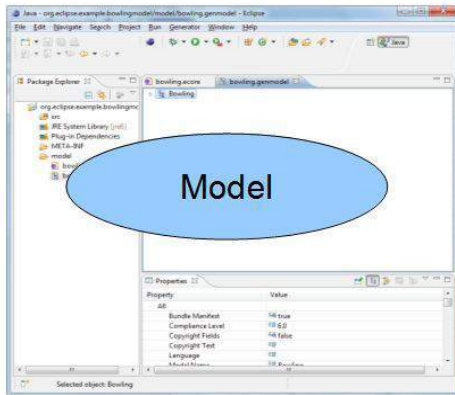 Java - org.eclipse.example.bowlingmodel/model/bowling.genmodel - Eclipse
File Edit Navigate Search Project Run Generator Window Help
Java
Package Explorer
bowling.ecore
bowling.genmodel
org.eclipse.example.bowlingmo
src
JRE System Library [jre6]
Plug-in Dependencies
META-INF
model
Bowling
Model
Properties
Property Value
All
Bundle Manifest true
Compliance Level 6.0
Copyright Fields false
Copyright Text
Language
Model Name Bowling
Selected object: Bowling